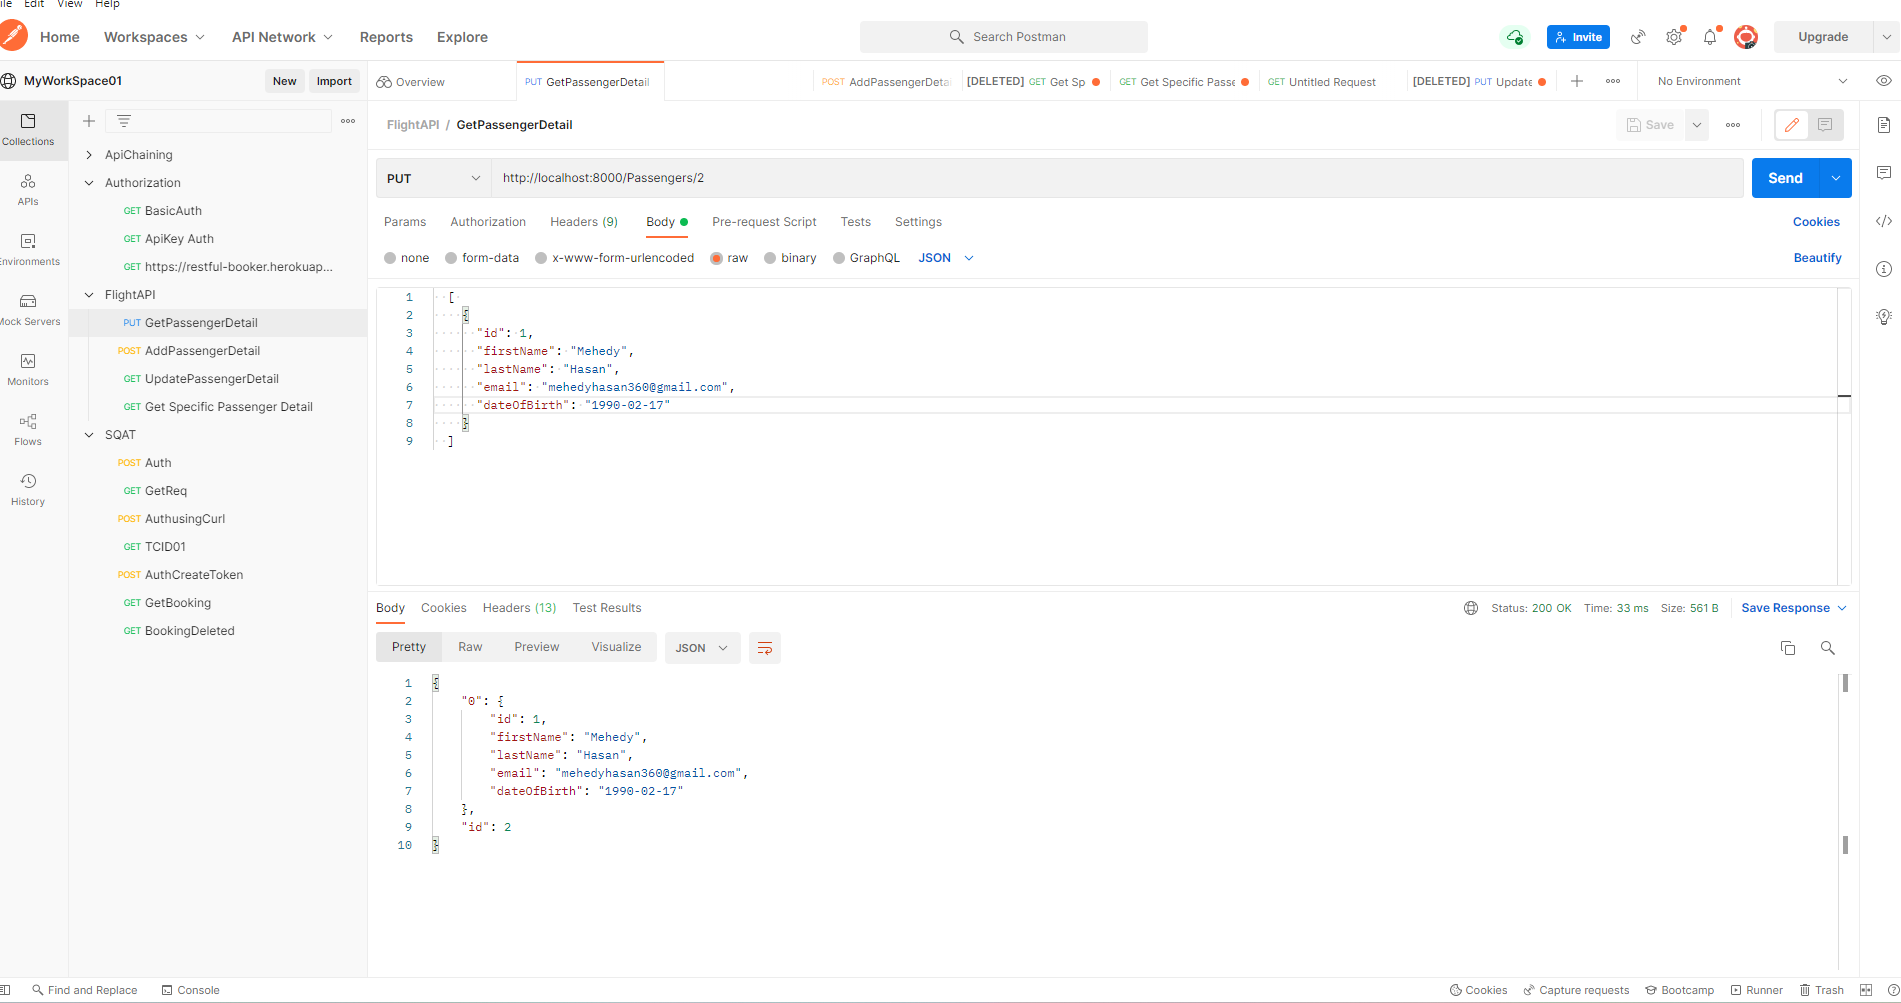 ile Edit View Help
Home Workspaces API Network Reports Explore Search Postman Invite Upgrade
MyWorkSpace01 New Import Overview PUT GetPassengerDetail POST AddPassengerDetai [DELETED] GET Get Sp GET Get Specific Passe GET Untitled Request [DELETED] PUT Update No Environment
Collections
APIs
Environments
Mock Servers
Monitors
Flows
History
ApiChaining
Authorization
GET BasicAuth
GET ApiKey Auth
GET https://restful-booker.herokuap...
FlightAPI
PUT GetPassengerDetail
POST AddPassengerDetail
GET UpdatePassengerDetail
GET Get Specific Passenger Detail
SQAT
POST Auth
GET GetReq
POST AuthusingCurl
GET TCID01
POST AuthCreateToken
GET GetBooking
GET BookingDeleted
FlightAPI / GetPassengerDetail Save
PUT http://localhost:8000/Passengers/2 Send
Params Authorization Headers (9) Body Pre-request Script Tests Settings Cookies
none form-data x-www-form-urlencoded raw binary GraphQL JSON Beautify
1 [
2 {
3 "id": 1,
4 "firstName": "Mehedy",
5 "lastName": "Hasan",
6 "email": "mehedyhasan360@gmail.com",
7 "dateOfBirth": "1990-02-17"
8 }
9 ]
Body Cookies Headers (13) Test Results Status: 200 OK Time: 33 ms Size: 561 B Save Response
Pretty Raw Preview Visualize JSON
1 {
2 "0": {
3 "id": 1,
4 "firstName": "Mehedy",
5 "lastName": "Hasan",
6 "email": "mehedyhasan360@gmail.com",
7 "dateOfBirth": "1990-02-17"
8 },
9 "id": 2
10 }
Find and Replace Console Cookies Capture requests Bootcamp Runner Trash